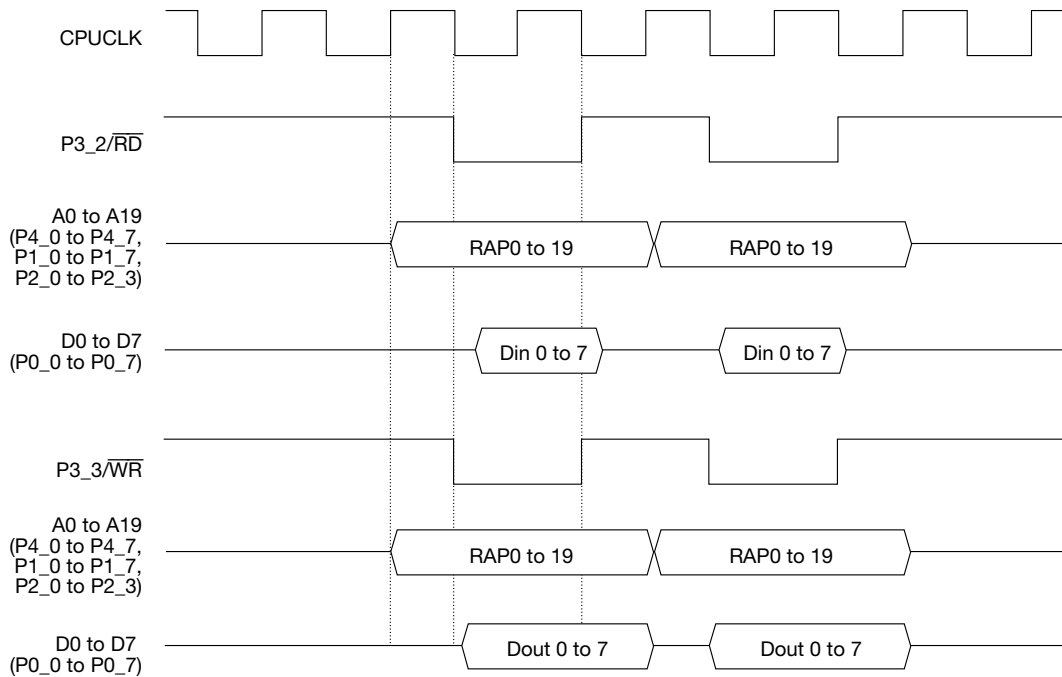 CPUCLK
P3_2/R̅D̅
A0 to A19
(P4_0 to P4_7,
P1_0 to P1_7,
P2_0 to P2_3)
RAP0 to 19
RAP0 to 19
D0 to D7
(P0_0 to P0_7)
Din 0 to 7
Din 0 to 7
P3_3/W̅R̅
A0 to A19
(P4_0 to P4_7,
P1_0 to P1_7,
P2_0 to P2_3)
RAP0 to 19
RAP0 to 19
D0 to D7
(P0_0 to P0_7)
Dout 0 to 7
Dout 0 to 7